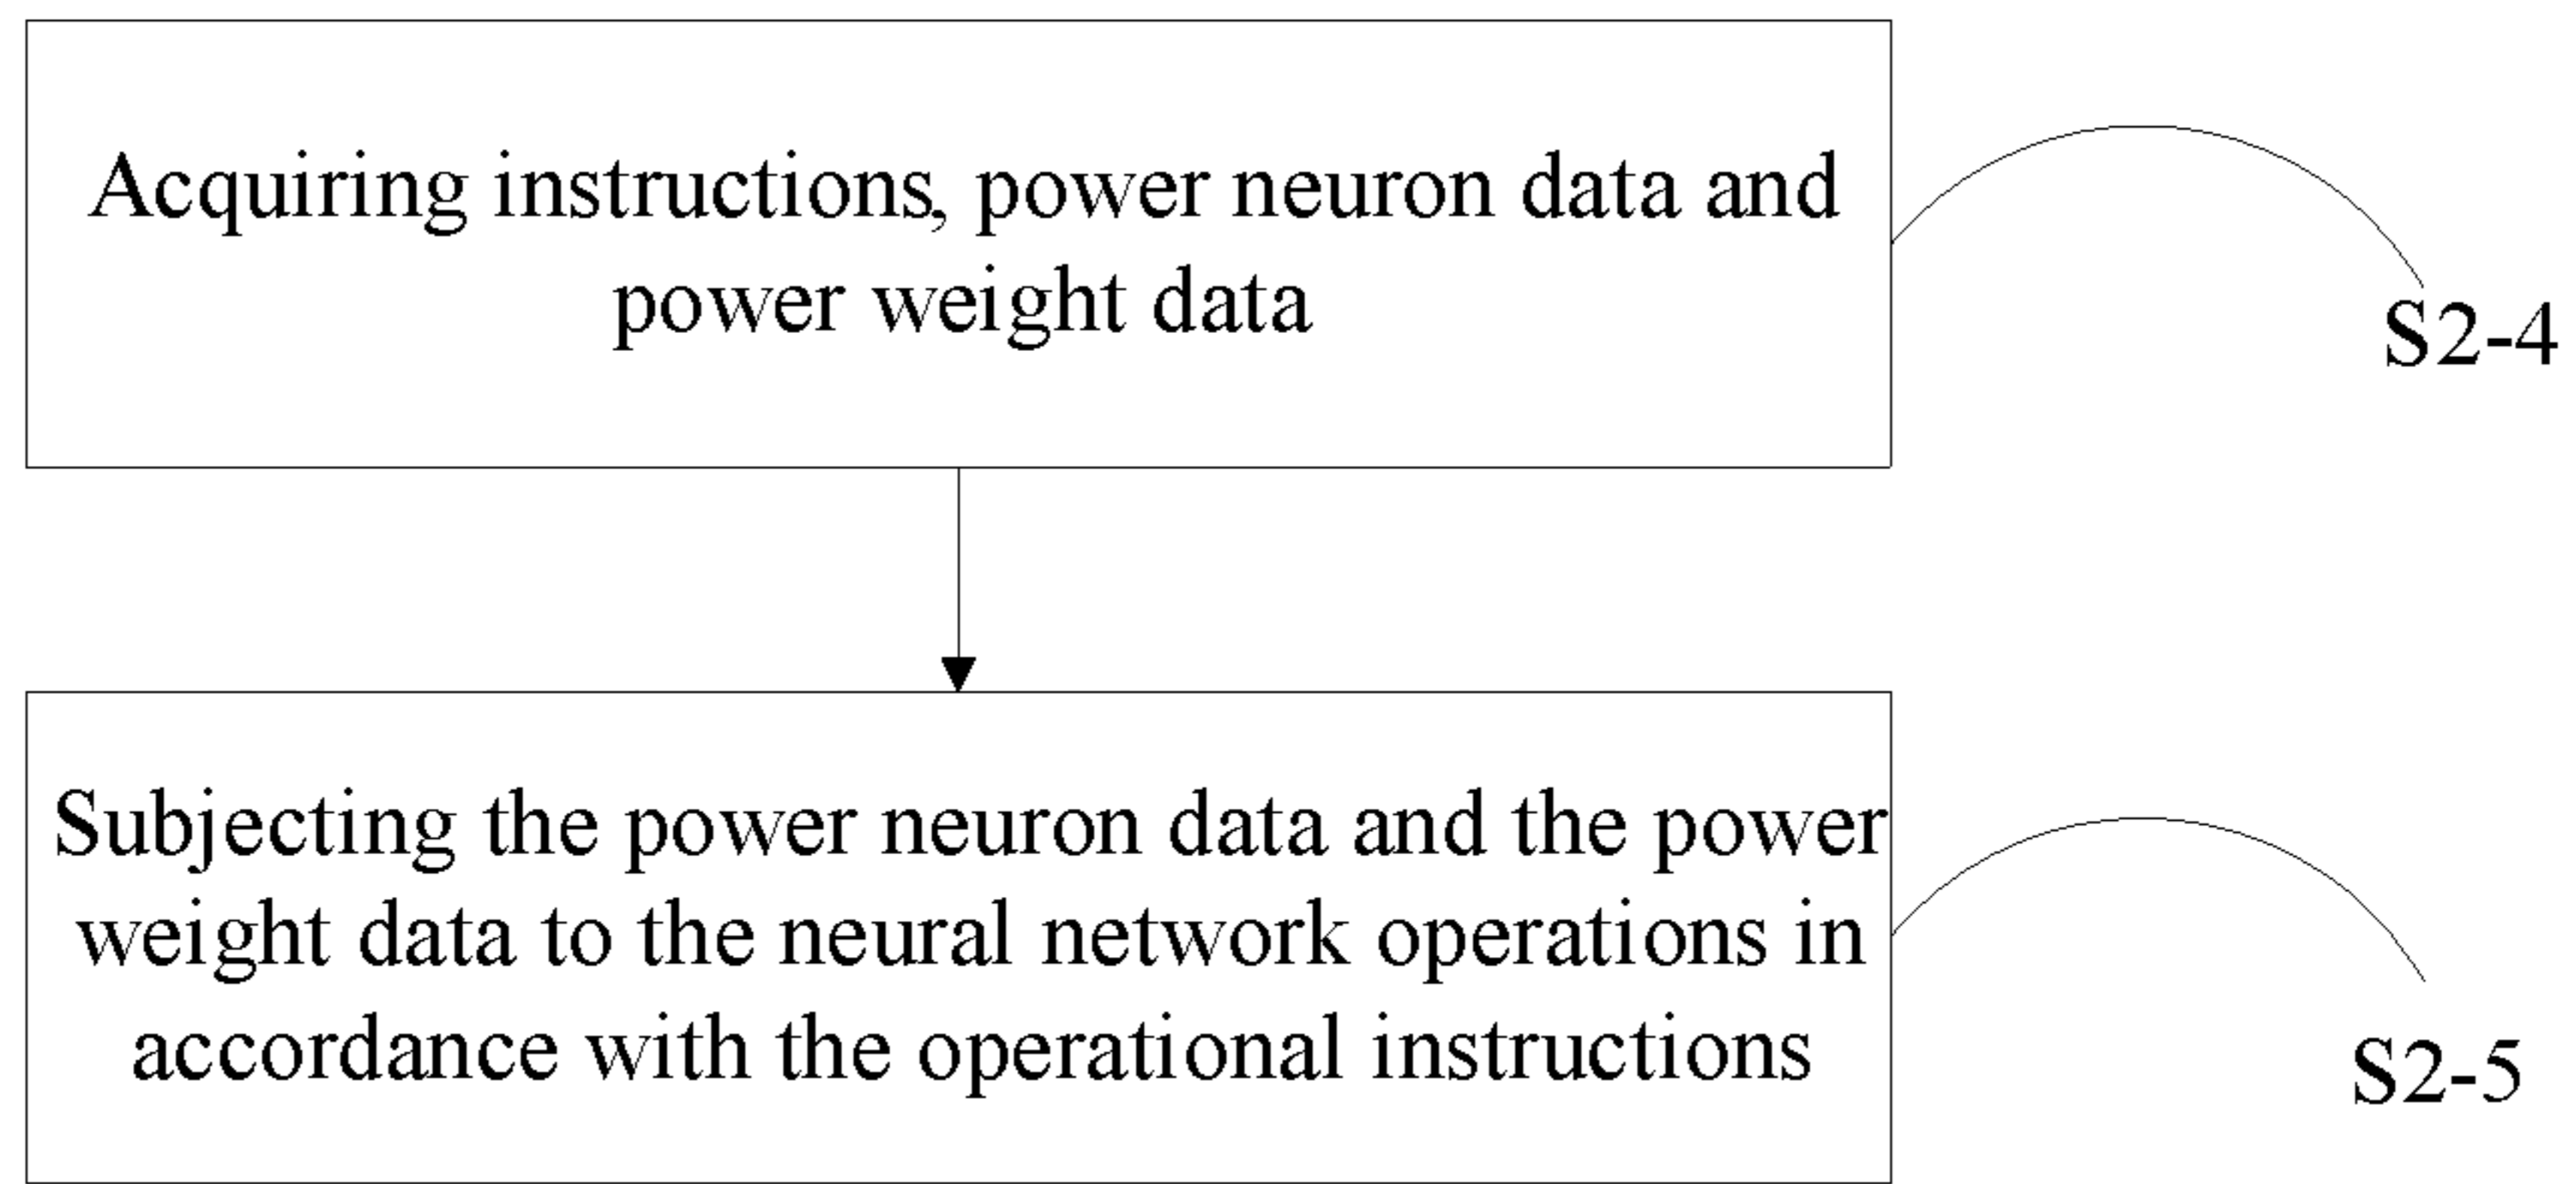 Acquiring instructions, power neuron data and
power weight data
S2-4
Subjecting the power neuron data and the power
weight data to the neural network operations in
accordance with the operational instructions
S2-5